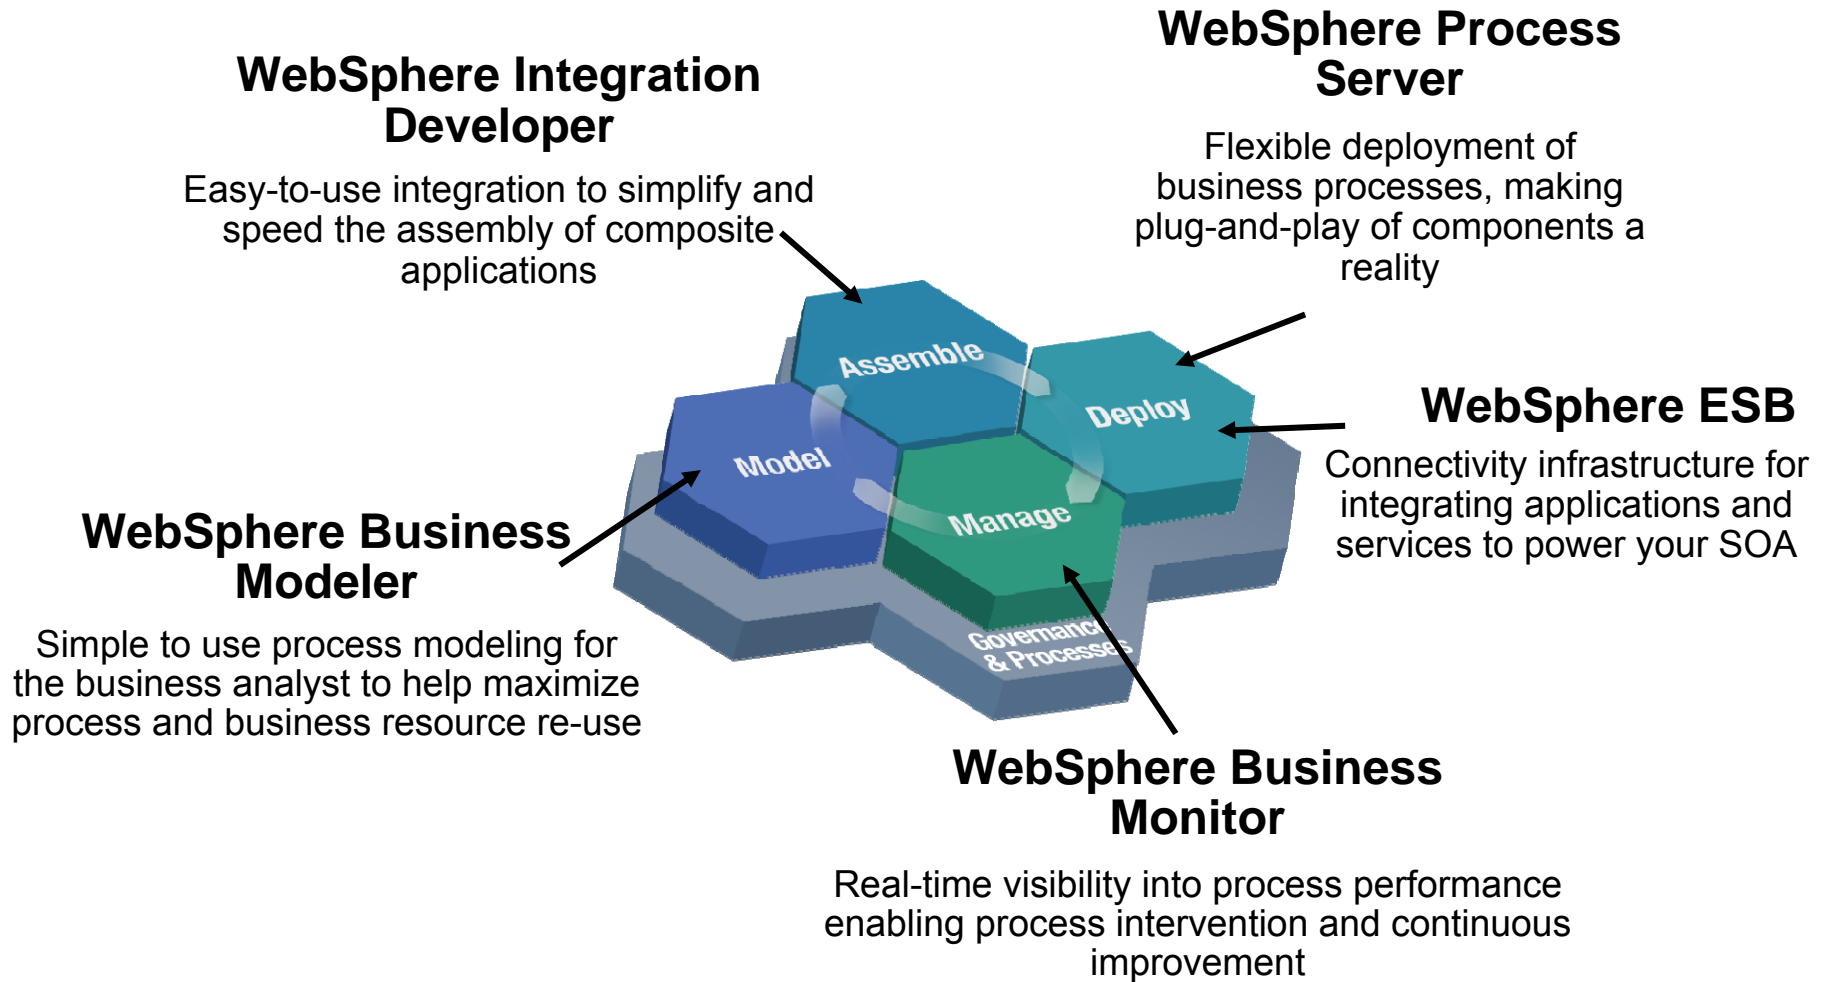 WebSphere Integration
Developer
Easy-to-use integration to simplify and
speed the assembly of composite
applications
WebSphere Process
Server
Flexible deployment of
business processes, making
plug-and-play of components a
reality
Assemble
Deploy
Model
Manage
Governance
& Processes
WebSphere ESB
Connectivity infrastructure for
integrating applications and
services to power your SOA
WebSphere Business
Modeler
Simple to use process modeling for
the business analyst to help maximize
process and business resource re-use
WebSphere Business
Monitor
Real-time visibility into process performance
enabling process intervention and continuous
improvement